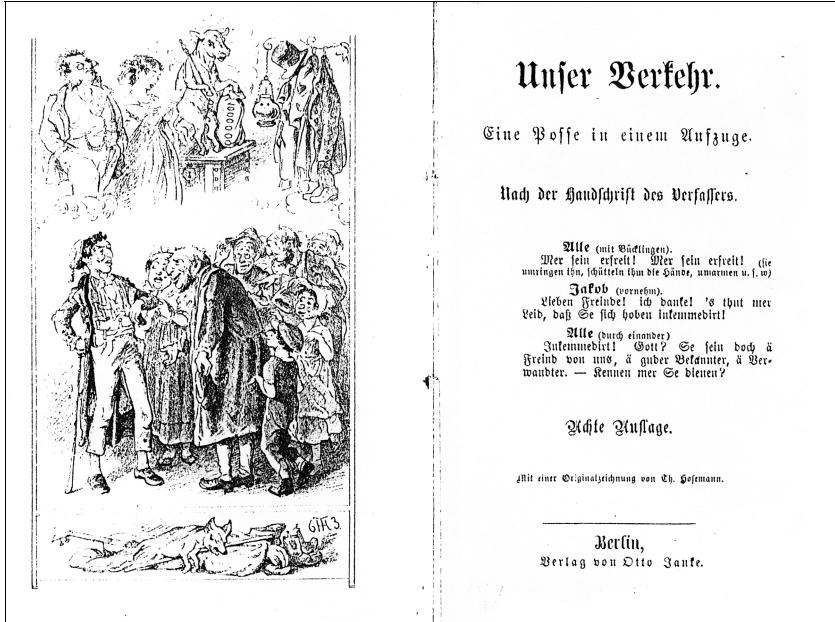 Unser Verkehr.
Eine Posse in einem Aufzuge.
Nach der Handschrift des Verfassers.
Alle (mit Bücklingen).
Mer sein erfreit! Mer sein erfreit! (sie
umringen ihn, schütteln ihm die Hände, umarmen u. s. w)
Jakob (vornehm).
Lieben Freinde! ich danke! 's thut mer
Leid, daß Se sich hoben inkemmedirt!
Alle (durch einander)
Inkemmedirt! Gott? Se sein doch ä
Freind von uns, ä guder Bekannter, ä Ver-
wandter. — Kennen mer Se dienen?
Achte Auflage.
Mit einer Originalzeichnung von Th. Hosemann.
Berlin,
Verlag von Otto Janke.